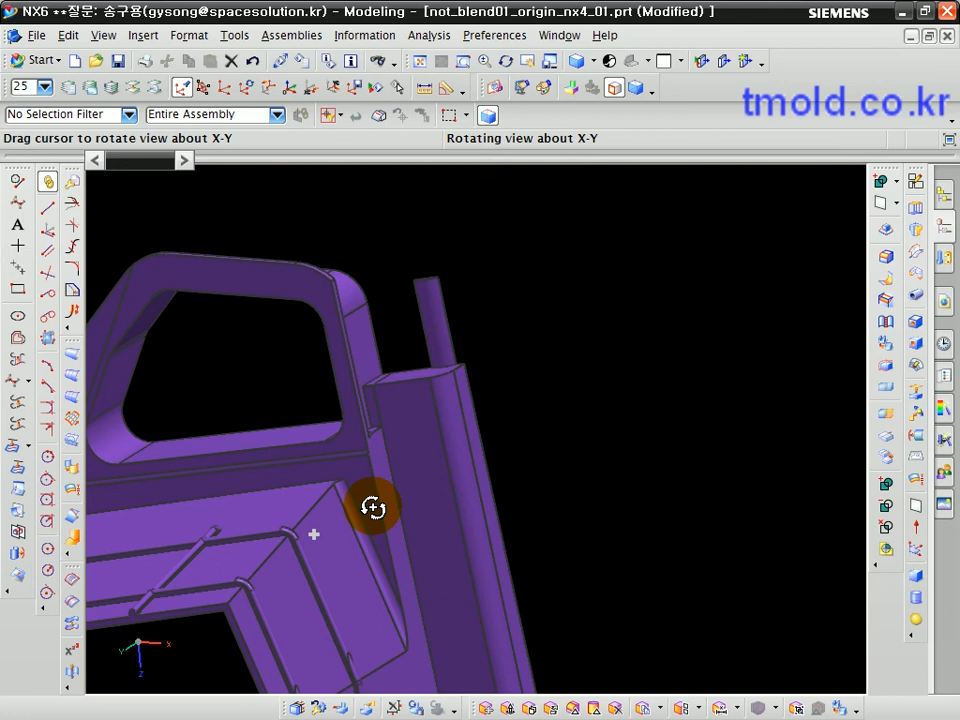 NX6 **질문: 송구용(gysong@spacesolution.kr) - Modeling - [not_blend01_origin_nx4_01.prt (Modified) ]
SIEMENS
File Edit View Insert Format Tools Assemblies Information Analysis Preferences Window Help
Start
25
tmold.co.kr
No Selection Filter
Entire Assembly
Drag cursor to rotate view about X-Y
Rotating view about X-Y
A
X
Y
Z